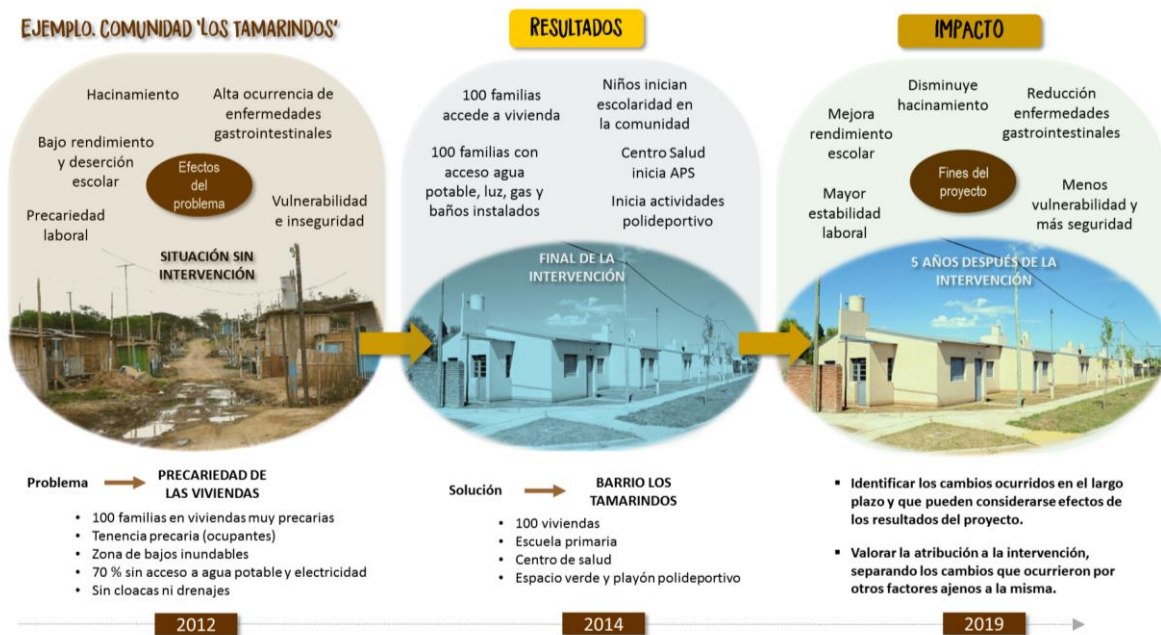 EJEMPLO. COMUNIDAD 'LOS TAMARINDOS'
Hacinamiento
Alta ocurrencia de
enfermedades
gastrointestinales
Bajo rendimiento
y deserción
escolar
Efectos
del
problema
Precariedad
laboral
Vulnerabilidad
e inseguridad
SITUACIÓN SIN
INTERVENCIÓN
Problema
PRECARIEDAD DE
LAS VIVIENDAS
• 100 familias en viviendas muy precarias
• Tenencia precaria (ocupantes)
• Zona de bajos inundables
• 70 % sin acceso a agua potable y electricidad
• Sin cloacas ni drenajes
2012
RESULTADOS
100 familias
accede a vivienda
Niños inician
escolaridad en
la comunidad
100 familias con
acceso agua
potable, luz, gas y
baños instalados
Centro Salud
inicia APS
Inicia actividades
polideportivo
FINAL DE LA
INTERVENCIÓN
Solución
BARRIO LOS
TAMARINDOS
• 100 viviendas
• Escuela primaria
• Centro de salud
• Espacio verde y playón polideportivo
2014
IMPACTO
Disminuye
hacinamiento
Mejora
rendimiento
escolar
Reducción
enfermedades
gastrointestinales
Fines del
proyecto
Mayor
estabilidad
laboral
Menos
vulnerabilidad y
más seguridad
5 AÑOS DESPUÉS DE LA
INTERVENCIÓN
▪ Identificar los cambios ocurridos en el largo
plazo y que pueden considerarse efectos de
los resultados del proyecto.
▪ Valorar la atribución a la intervención,
separando los cambios que ocurrieron por
otros factores ajenos a la misma.
2019